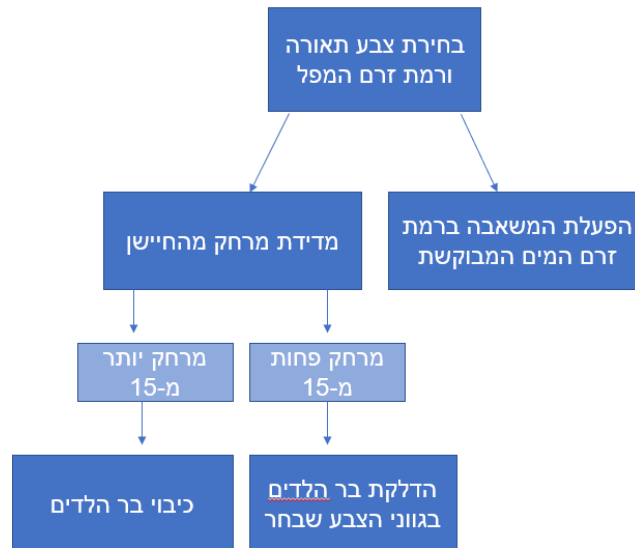 בחירת צבע תאורה
ורמת זרם המפל
הפעלת המשאבה ברמת
זרם המים המבוקשת
מדידת מרחק מהחיישן
מרחק פחות
מ-15
מרחק יותר
מ-15
הדלקת בר הלדים
בגווני הצבע שבחר
כיבוי בר הלדים